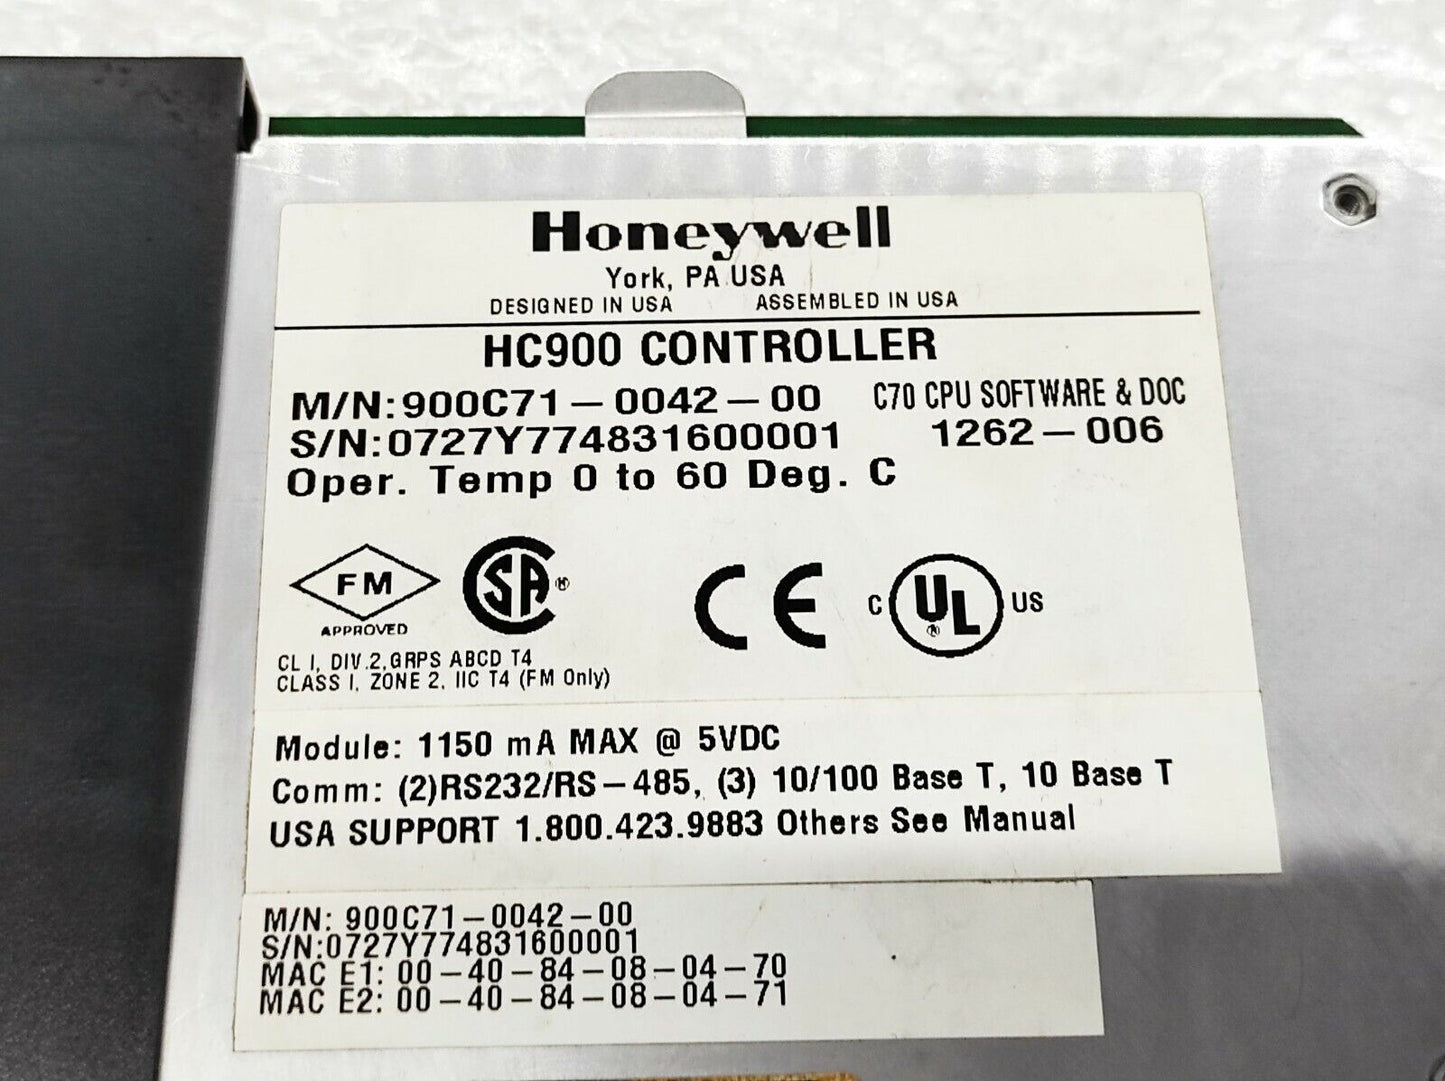 Honeywell
York, PA USA
DESIGNED IN USA ASSEMBLED IN USA
HC900 CONTROLLER
M/N:900C71-0042-00 C70 CPU SOFTWARE & DOC
S/N:0727Y774831600001 1262-006
Oper. Temp 0 to 60 Deg. C
FM
APPROVED
SA ®
CE
C UL ® US
CL I, DIV.2,GRPS ABCD T4
CLASS I, ZONE 2, IIC T4 (FM Only)
Module: 1150 mA MAX @ 5VDC
Comm: (2)RS232/RS-485, (3) 10/100 Base T, 10 Base T
USA SUPPORT 1.800.423.9883 Others See Manual
M/N: 900C71-0042-00
S/N:0727Y774831600001
MAC E1: 00-40-84-08-04-70
MAC E2: 00-40-84-08-04-71